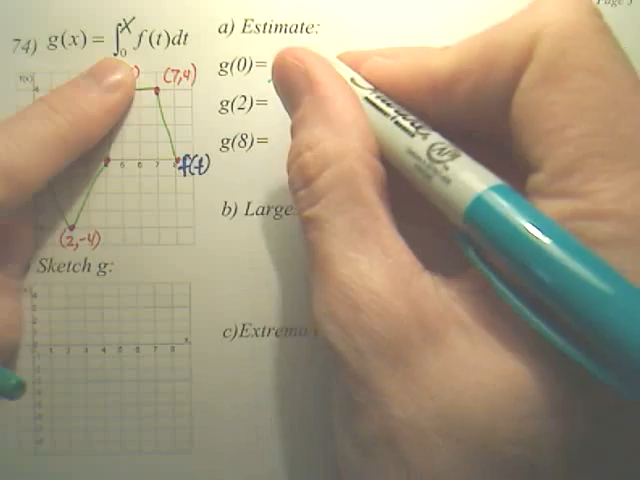 74) g(x) = ∫₀ˣ f(t)dt
a) Estimate:
g(0)=
g(2)=
g(8)=
f(x)
(7,4)
f(t)
(2,-4)
b) Large
Sketch g:
c)Extrema